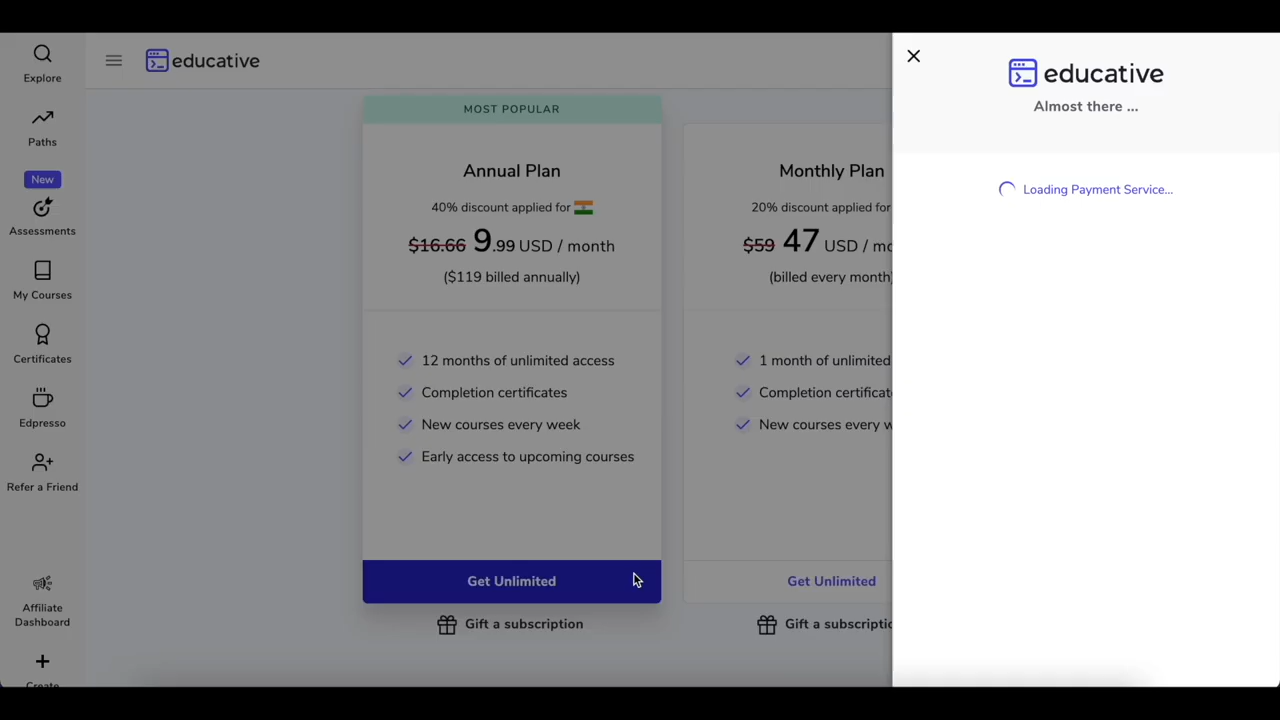 Explore
Paths
New
Assessments
My Courses
Certificates
Edpresso
Refer a Friend
Affiliate
Dashboard
Create
educative
MOST POPULAR
Annual Plan
40% discount applied for
$16.66 9.99 USD / month
($119 billed annually)
12 months of unlimited access
Completion certificates
New courses every week
Early access to upcoming courses
Get Unlimited
Gift a subscription
Monthly Plan
20% discount applied for
$59 47 USD / mo
(billed every month)
1 month of unlimited
Completion certificat
New courses every w
Get Unlimited
Gift a subscriptio
educative
Almost there ...
Loading Payment Service...